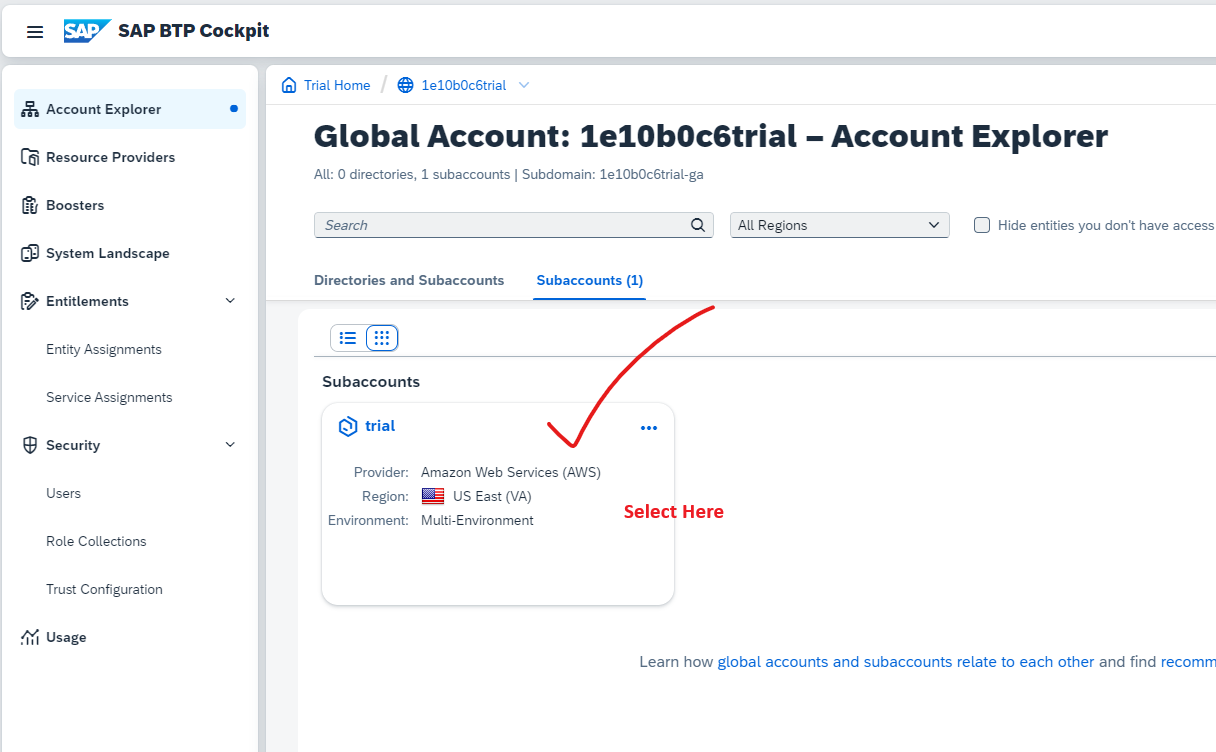 SAP SAP BTP Cockpit
Account Explorer
Resource Providers
Boosters
System Landscape
Entitlements
Entity Assignments
Service Assignments
Security
Users
Role Collections
Trust Configuration
Usage
Trial Home / 1e10b0c6trial
Global Account: 1e10b0c6trial – Account Explorer
All: 0 directories, 1 subaccounts | Subdomain: 1e10b0c6trial-ga
Search
All Regions
Hide entities you don't have access
Directories and Subaccounts
Subaccounts (1)
Subaccounts
trial
Provider: Amazon Web Services (AWS)
Region: US East (VA)
Environment: Multi-Environment
Select Here
Learn how global accounts and subaccounts relate to each other and find recomm